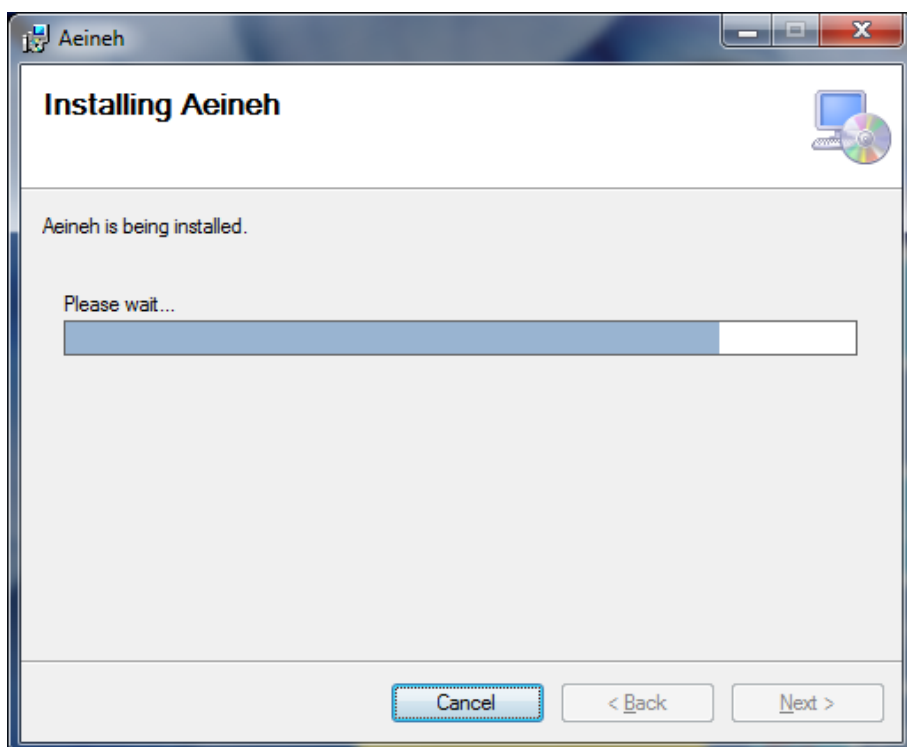 Aeineh
Installing Aeineh
Aeineh is being installed.
Please wait...
Cancel
< Back
Next >